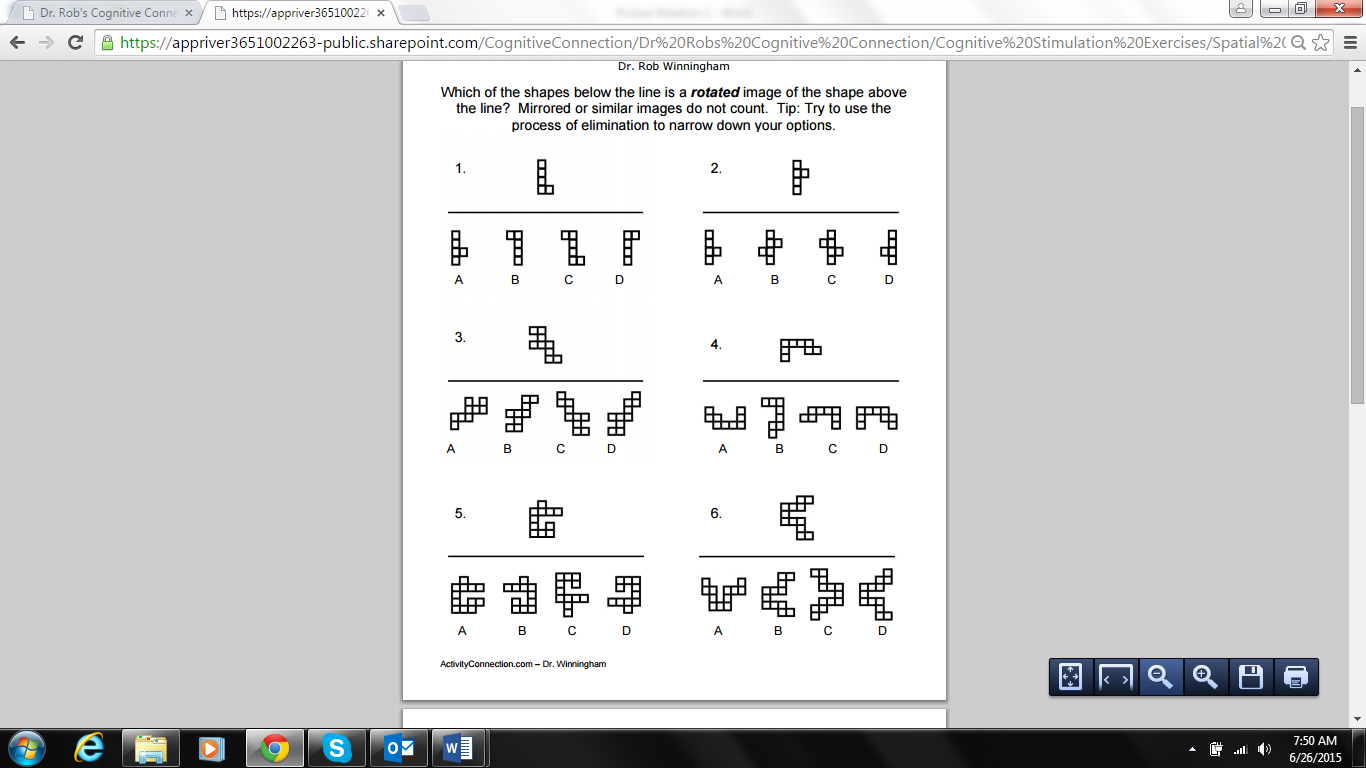 Dr. Rob's Cognitive Conne
https://appriver365100226
https://appriver3651002263-public.sharepoint.com/CognitiveConnection/Dr%20Robs%20Cognitive%20Connection/Cognitive%20Stimulation%20Exercises/Spatial%20
Dr. Rob Winningham
Which of the shapes below the line is a rotated image of the shape above
the line? Mirrored or similar images do not count. Tip: Try to use the
process of elimination to narrow down your options.
1. 2.
A B C D A B C D
3. 4.
A B C D A B C D
5. 6.
A B C D A B C D
ActivityConnection.com – Dr. Winningham
7:50 AM
6/26/2015